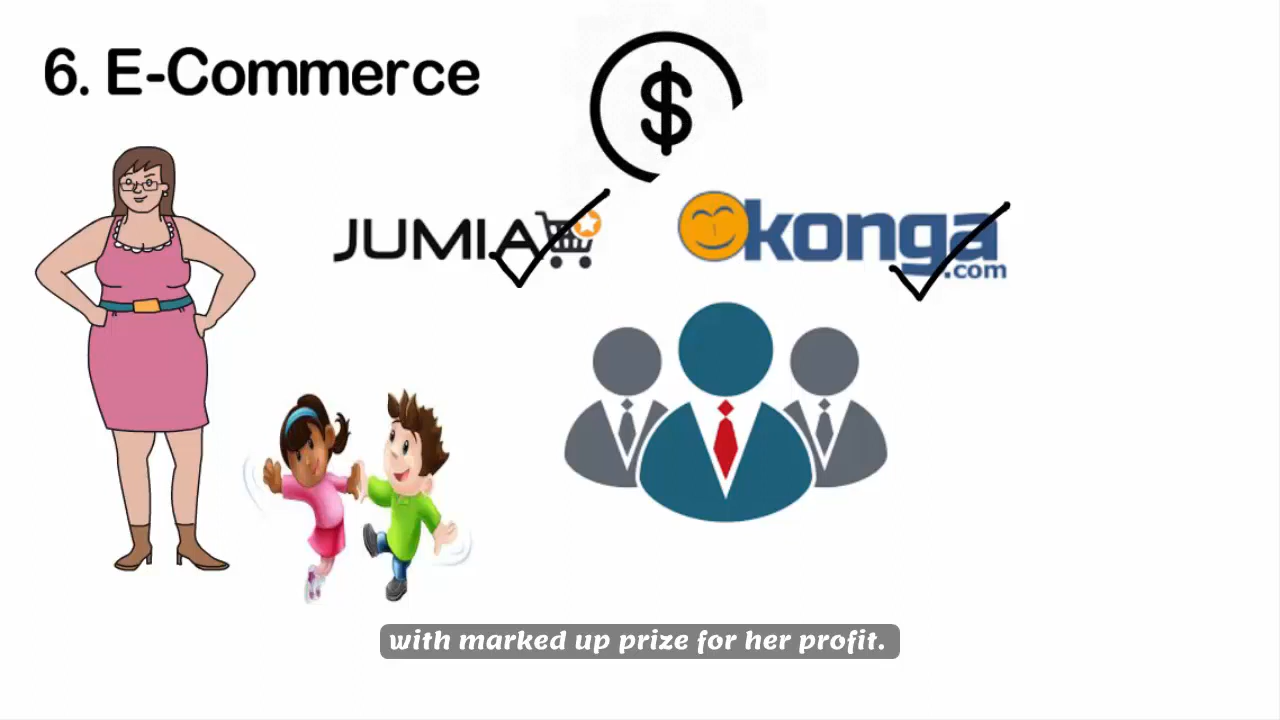 6. E-Commerce
$
JUMIA
konga
.com
with marked up prize for her profit.